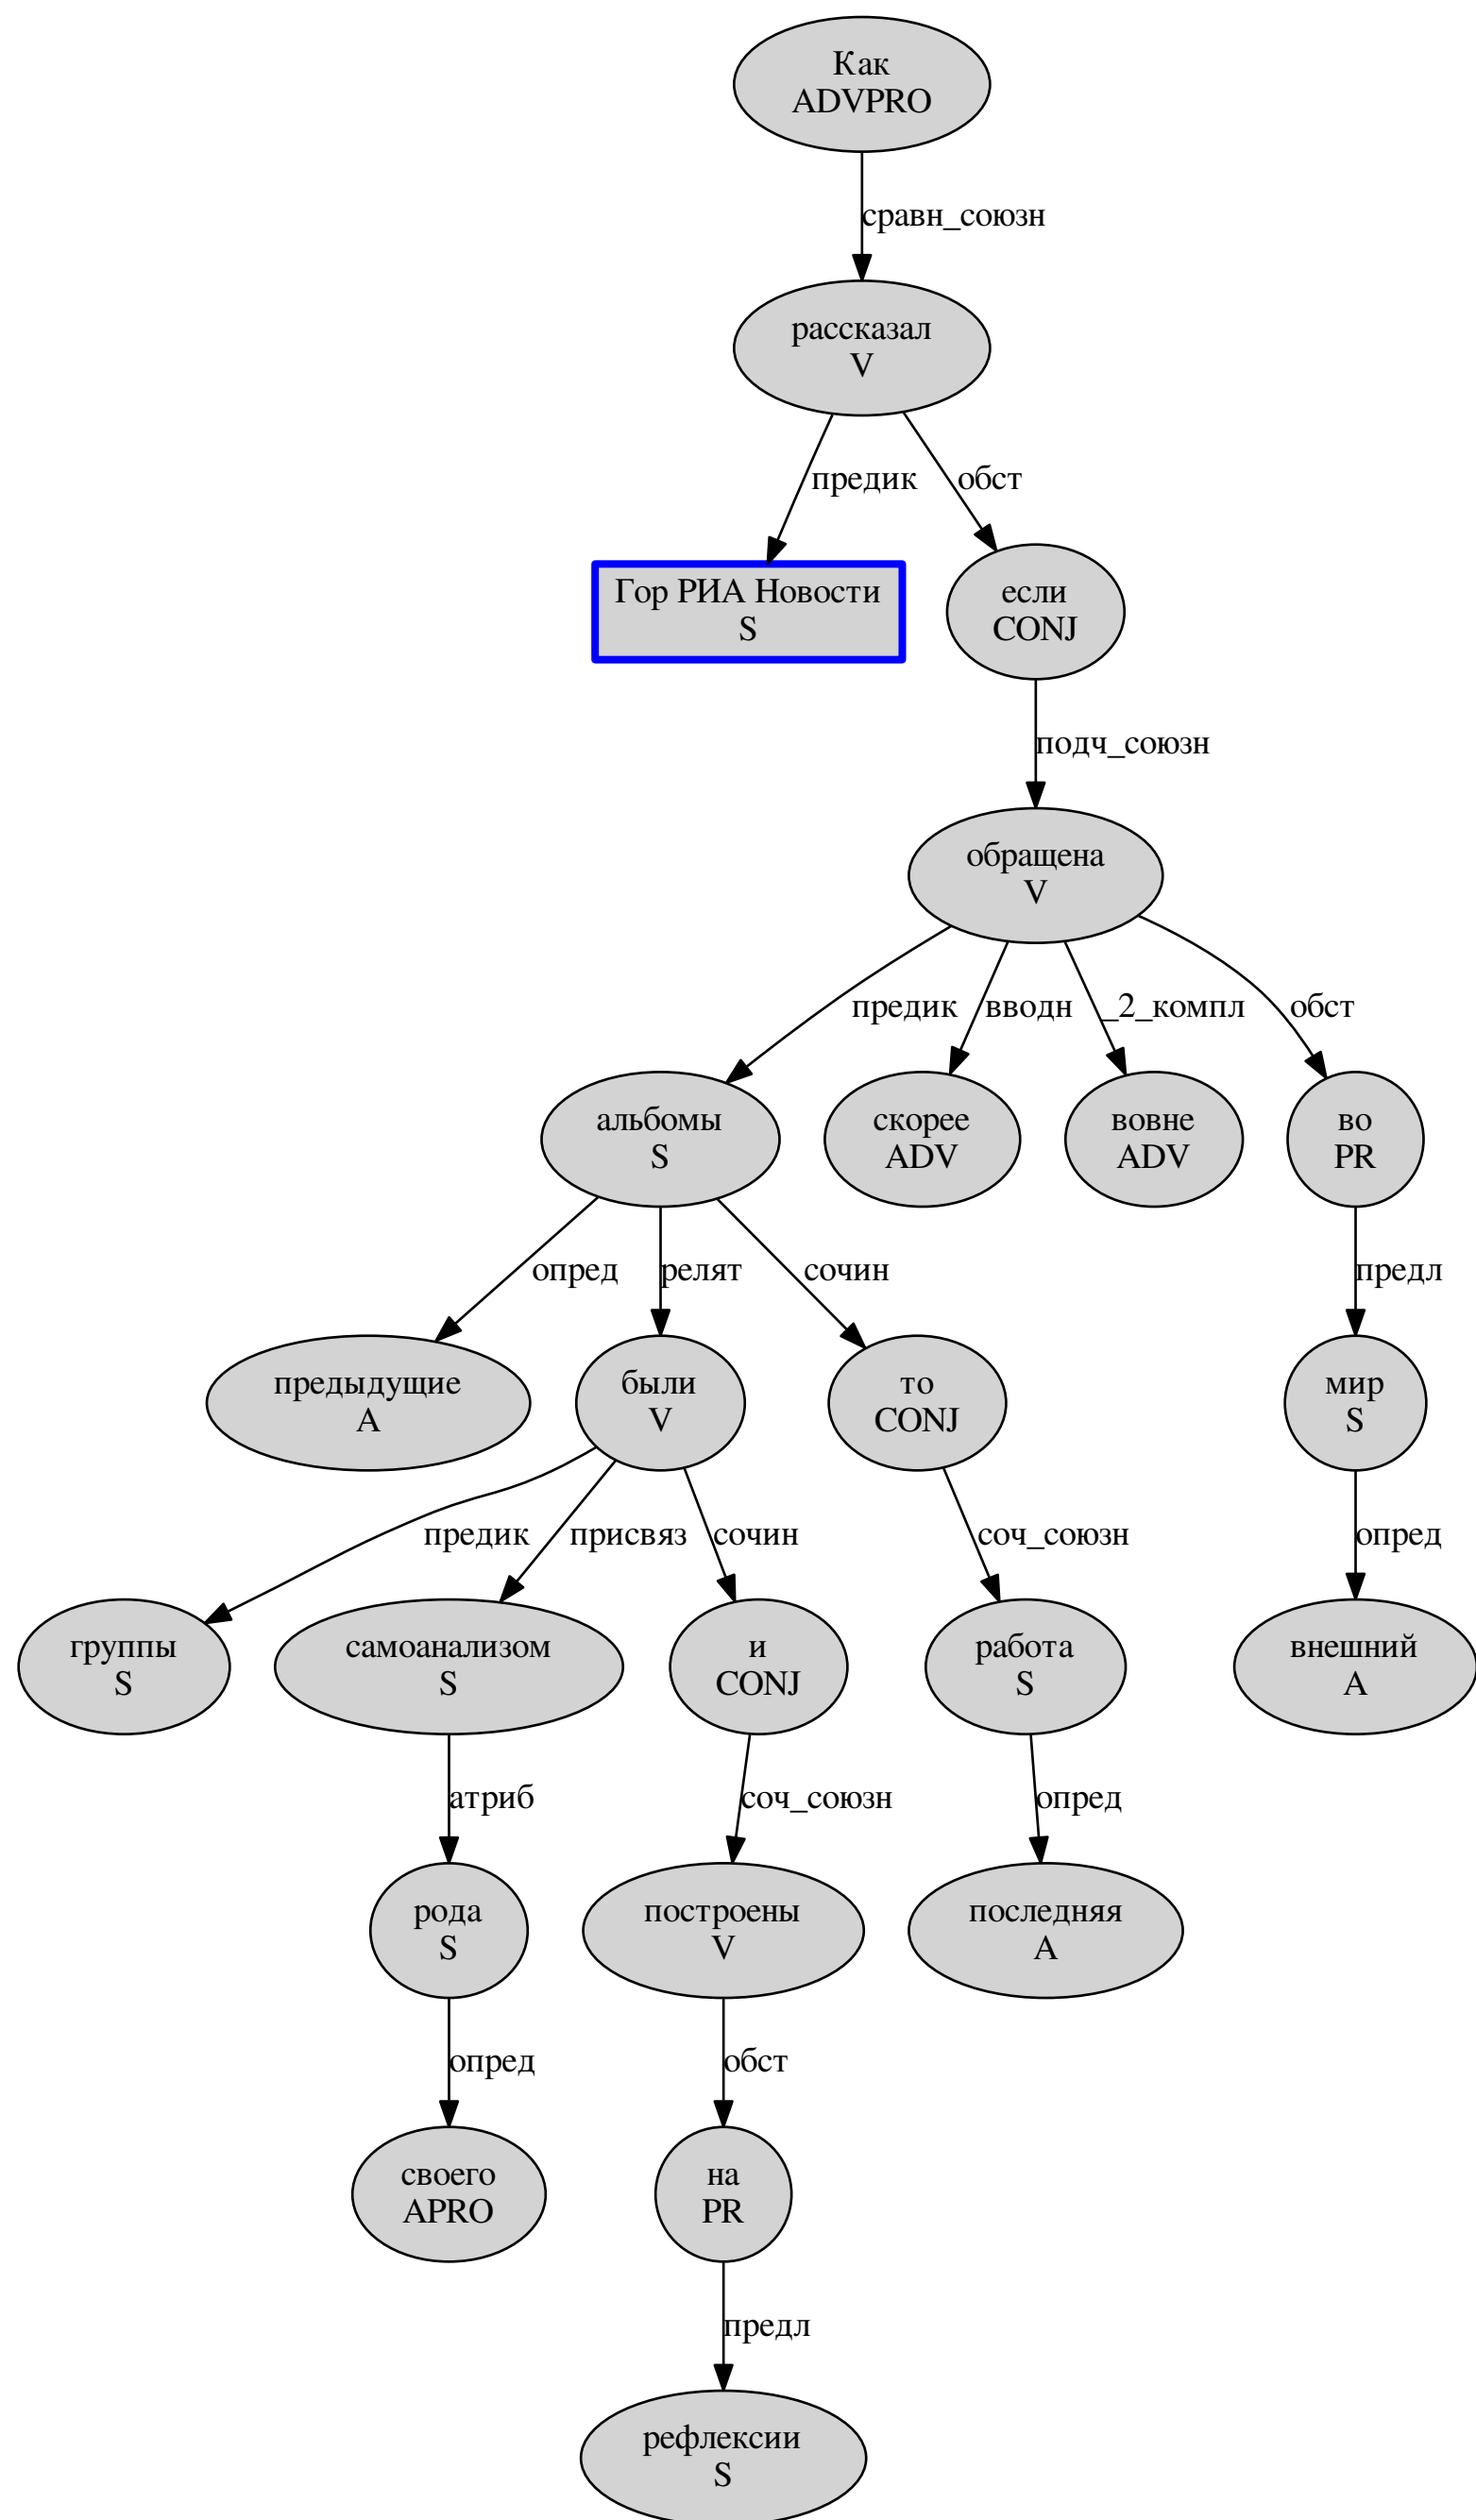 Как
ADVPRO
сравн_союзн
рассказал
V
предик
обст
Гор РИА Новости
S
если
CONJ
подч_союзн
обращена
V
предик
вводн
_2_компл
обст
альбомы
S
скорее
ADV
вовне
ADV
во
PR
опред
релят
сочин
предл
предыдущие
A
были
V
то
CONJ
мир
S
предик
присвяз
сочин
соч_союзн
опред
группы
S
самоанализом
S
и
CONJ
работа
S
внешний
A
атриб
соч_союзн
опред
рода
S
построены
V
последняя
A
опред
обст
своего
APRO
на
PR
предл
рефлексии
S